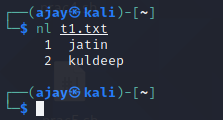 ┌──(ajay㉿kali)-[~]
└─$ nl t1.txt
     1  jatin
     2  kuldeep

┌──(ajay㉿kali)-[~]
└─$